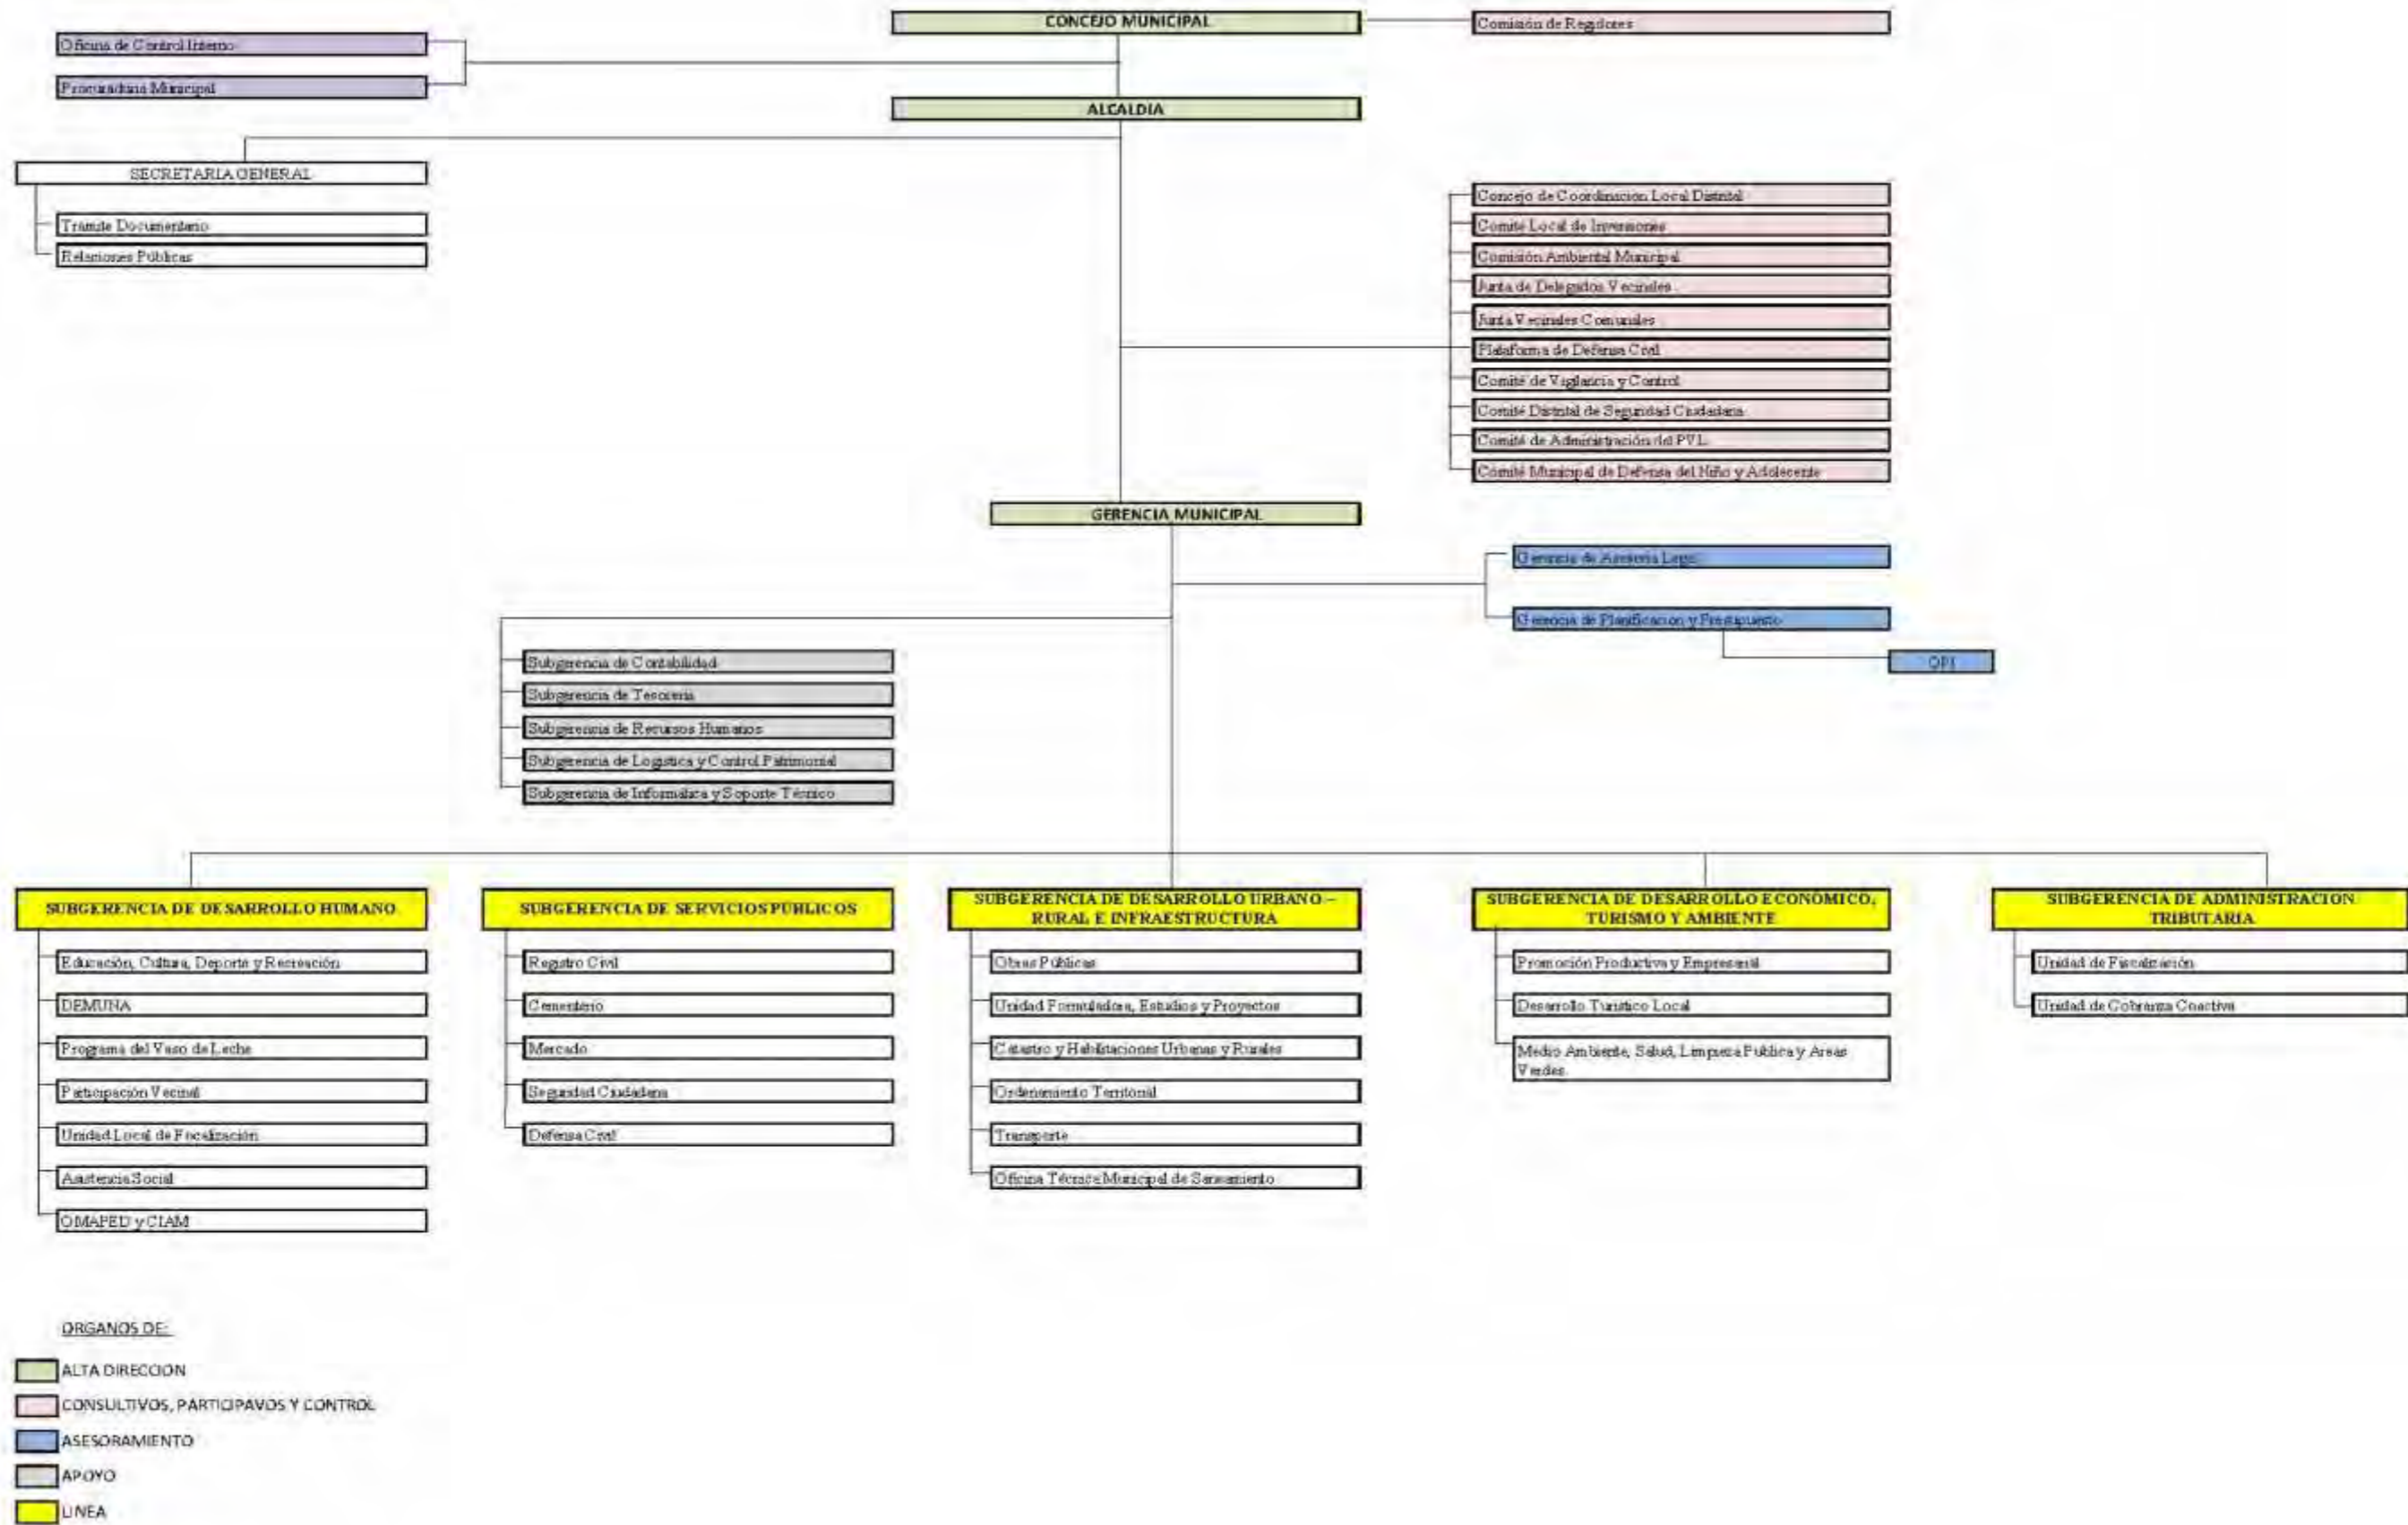 CONCEJO MUNICIPAL
Comisión de Regidores
Oficina de Control Interno
Procuraduria Municipal
ALCALDIA
SECRETARIA GENERAL
Tramite Documentario
Relaciones Públicas
Concejo de Coordinacion Local Distrital
Comité Local de Inversiones
Comisión Ambiental Municipal
Junta de Delegados Vecinales
Junta Vecinales Comunales
Plataforma de Defensa Civil
Comité de Vigilancia y Control
Comité Distrital de Seguridad Ciudadana
Comité de Administración del PVL
Comité Municipal de Defensa del Niño y Adolecente
GERENCIA MUNICIPAL
Gerencia de Asesoria Legal
Gerencia de Planificacion y Presupuesto
OPI
Subgerencia de Contabilidad
Subgerencia de Tesoreria
Subgerencia de Recursos Humanos
Subgerencia de Logistica y Control Patrimonial
Subgerencia de Informática y Soporte Técnico
SUBGERENCIA DE DESARROLLO HUMANO
Educación, Cultura, Deporte y Recreación
DEMUNA
Programa del Vaso de Leche
Participación Vecinal
Unidad Local de Focalización
Asistencia Social
OMAPED y CIAM
SUBGERENCIA DE SERVICIOS PUBLICOS
Registro Civil
Cementerio
Mercado
Seguridad Ciudadana
Defensa Civil
SUBGERENCIA DE DESARROLLO URBANO –
RURAL E INFRAESTRUCTURA
Obras Públicas
Unidad Formuladora, Estudios y Proyectos
Catastro y Habilitaciones Urbanas y Rurales
Ordenamiento Territorial
Transporte
Oficina Técnica Municipal de Saneamiento
SUBGERENCIA DE DESARROLLO ECONÓMICO,
TURISMO Y AMBIENTE
Promoción Productiva y Empresarial
Desarrollo Turístico Local
Medio Ambiente, Salud, Limpieza Publica y Areas
Verdes
SUBGERENCIA DE ADMINISTRACION
TRIBUTARIA
Unidad de Fiscalización
Unidad de Cobranza Coactiva
ORGANOS DE:
ALTA DIRECCION
CONSULTIVOS, PARTICIPAVOS Y CONTROL
ASESORAMIENTO
APOYO
LINEA